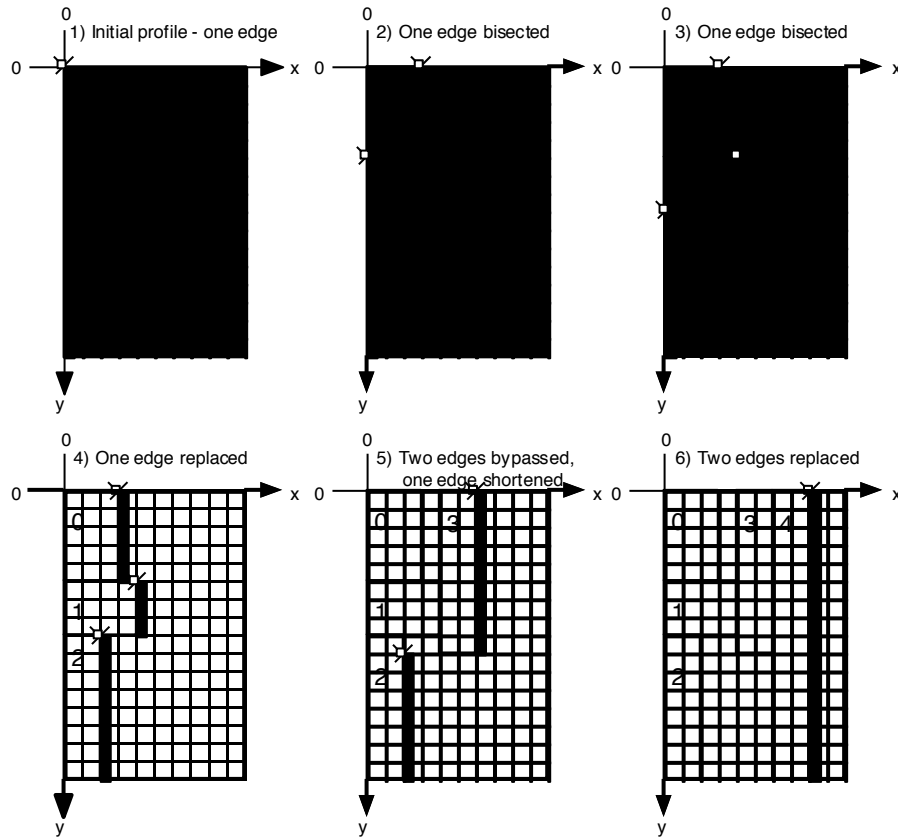 0
1) Initial profile - one edge
0
x
y
0
2) One edge bisected
0
x
y
0
3) One edge bisected
0
x
y
0
4) One edge replaced
0
x
0
1
2
y
0
5) Two edges bypassed,
one edge shortened
0
x
0 3
1
2
y
0
6) Two edges replaced
0
x
0 3 4
1
2
y